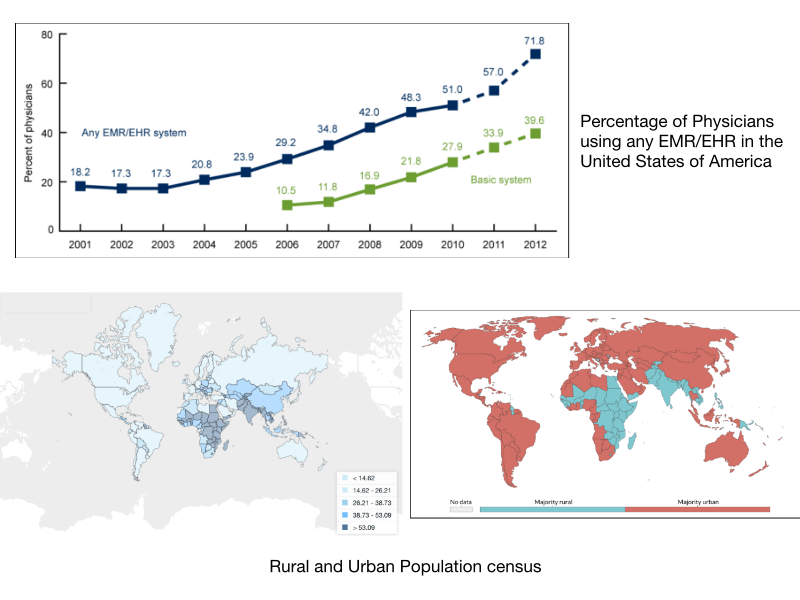 80
60
40
20
0
Percent of physicians
Any EMR/EHR system
18.2 17.3 17.3 20.8 23.9 29.2 34.8 42.0 48.3 51.0 57.0 71.8
10.5 11.8 16.9 21.8 27.9 33.9 39.6
Basic system
2001 2002 2003 2004 2005 2006 2007 2008 2009 2010 2011 2012
Percentage of Physicians
using any EMR/EHR in the
United States of America
< 14.62
14.62 - 26.21
26.21 - 38.73
38.73 - 53.09
> 53.09
No data
Majority rural
Majority urban
Rural and Urban Population census